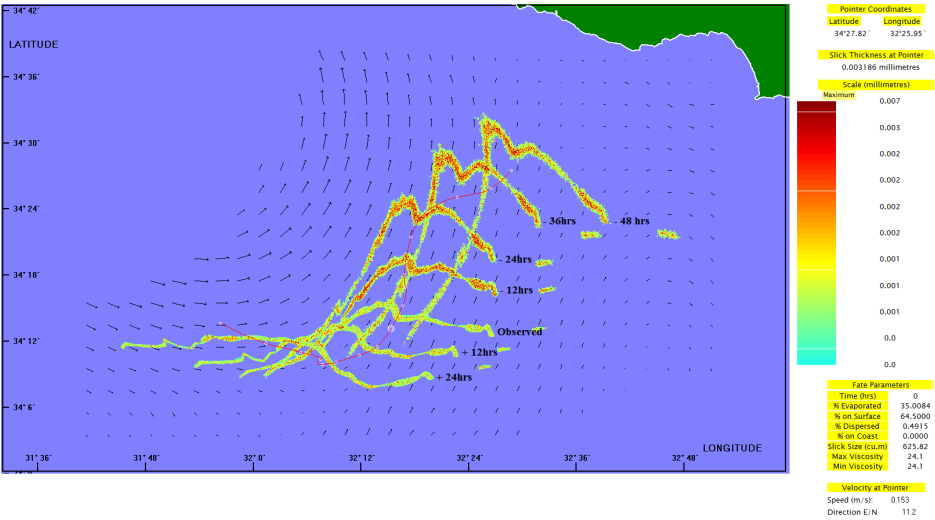 34° 42'
LATITUDE
34° 36'
34° 30'
34° 24'
34° 18'
34° 12'
34° 6'
31° 36'
31° 48'
32° 0'
32° 12'
32° 24'
32° 36'
32° 48'
LONGITUDE
- 48 hrs
- 36hrs
- 24hrs
- 12hrs
Observed
+ 12hrs
+ 24hrs
Pointer Coordinates
Latitude Longitude
34°27.82' 32°25.95'
Slick Thickness at Pointer
0.003186 millimetres
Scale (millimetres)
Maximum
0.007
0.003
0.002
0.002
0.002
0.002
0.001
0.001
0.001
0.0
0.0
Fate Parameters
Time (hrs) 0
% Evaporated 35.0084
% on Surface 64.5000
% Dispersed 0.4915
% on Coast 0.0000
Slick Size (cu.m) 625.82
Max Viscosity 24.1
Min Viscosity 24.1
Velocity at Pointer
Speed (m/s): 0.153
Direction E/N 11.2